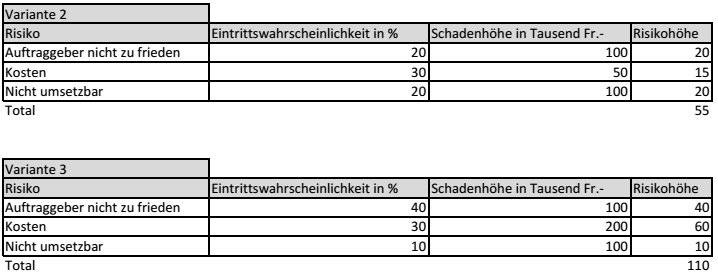 Variante 2
Risiko Eintrittswahrscheinlichkeit in % Schadenhöhe in Tausend Fr.- Risikohöhe
Auftraggeber nicht zu frieden 20 100 20
Kosten 30 50 15
Nicht umsetzbar 20 100 20
Total 55
Variante 3
Risiko Eintrittswahrscheinlichkeit in % Schadenhöhe in Tausend Fr.- Risikohöhe
Auftraggeber nicht zu frieden 40 100 40
Kosten 30 200 60
Nicht umsetzbar 10 100 10
Total 110